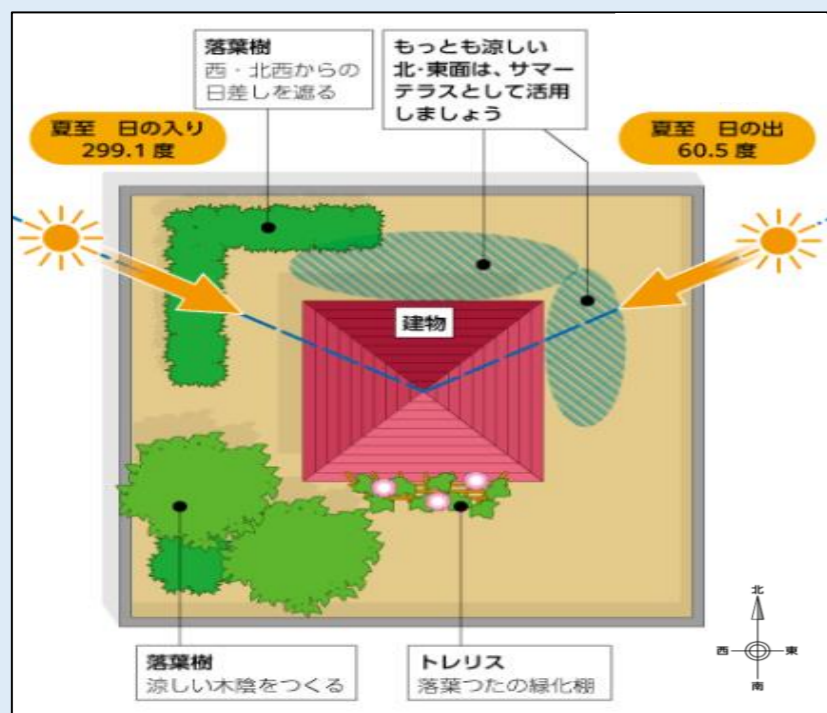 落葉樹
西・北西からの
日差しを遮る
もっとも涼しい
北・東面は、サマー
テラスとして活用
しましょう
夏至 日の入り
299.1 度
夏至 日の出
60.5 度
建物
落葉樹
涼しい木陰をつくる
トレリス
落葉つたの緑化棚
北
西
東
南